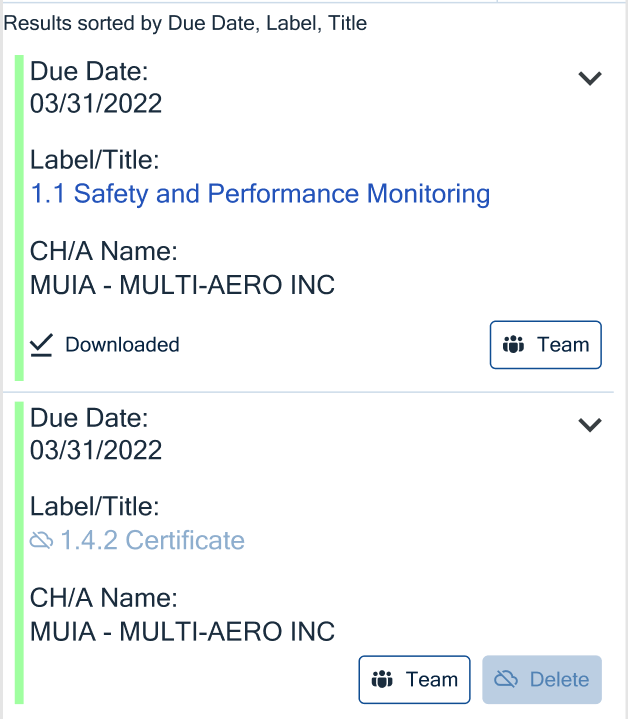 Results sorted by Due Date, Label, Title
Due Date:
03/31/2022
Label/Title:
1.1 Safety and Performance Monitoring
CH/A Name:
MUIA - MULTI-AERO INC
Downloaded
Team
Due Date:
03/31/2022
Label/Title:
1.4.2 Certificate
CH/A Name:
MUIA - MULTI-AERO INC
Team
Delete